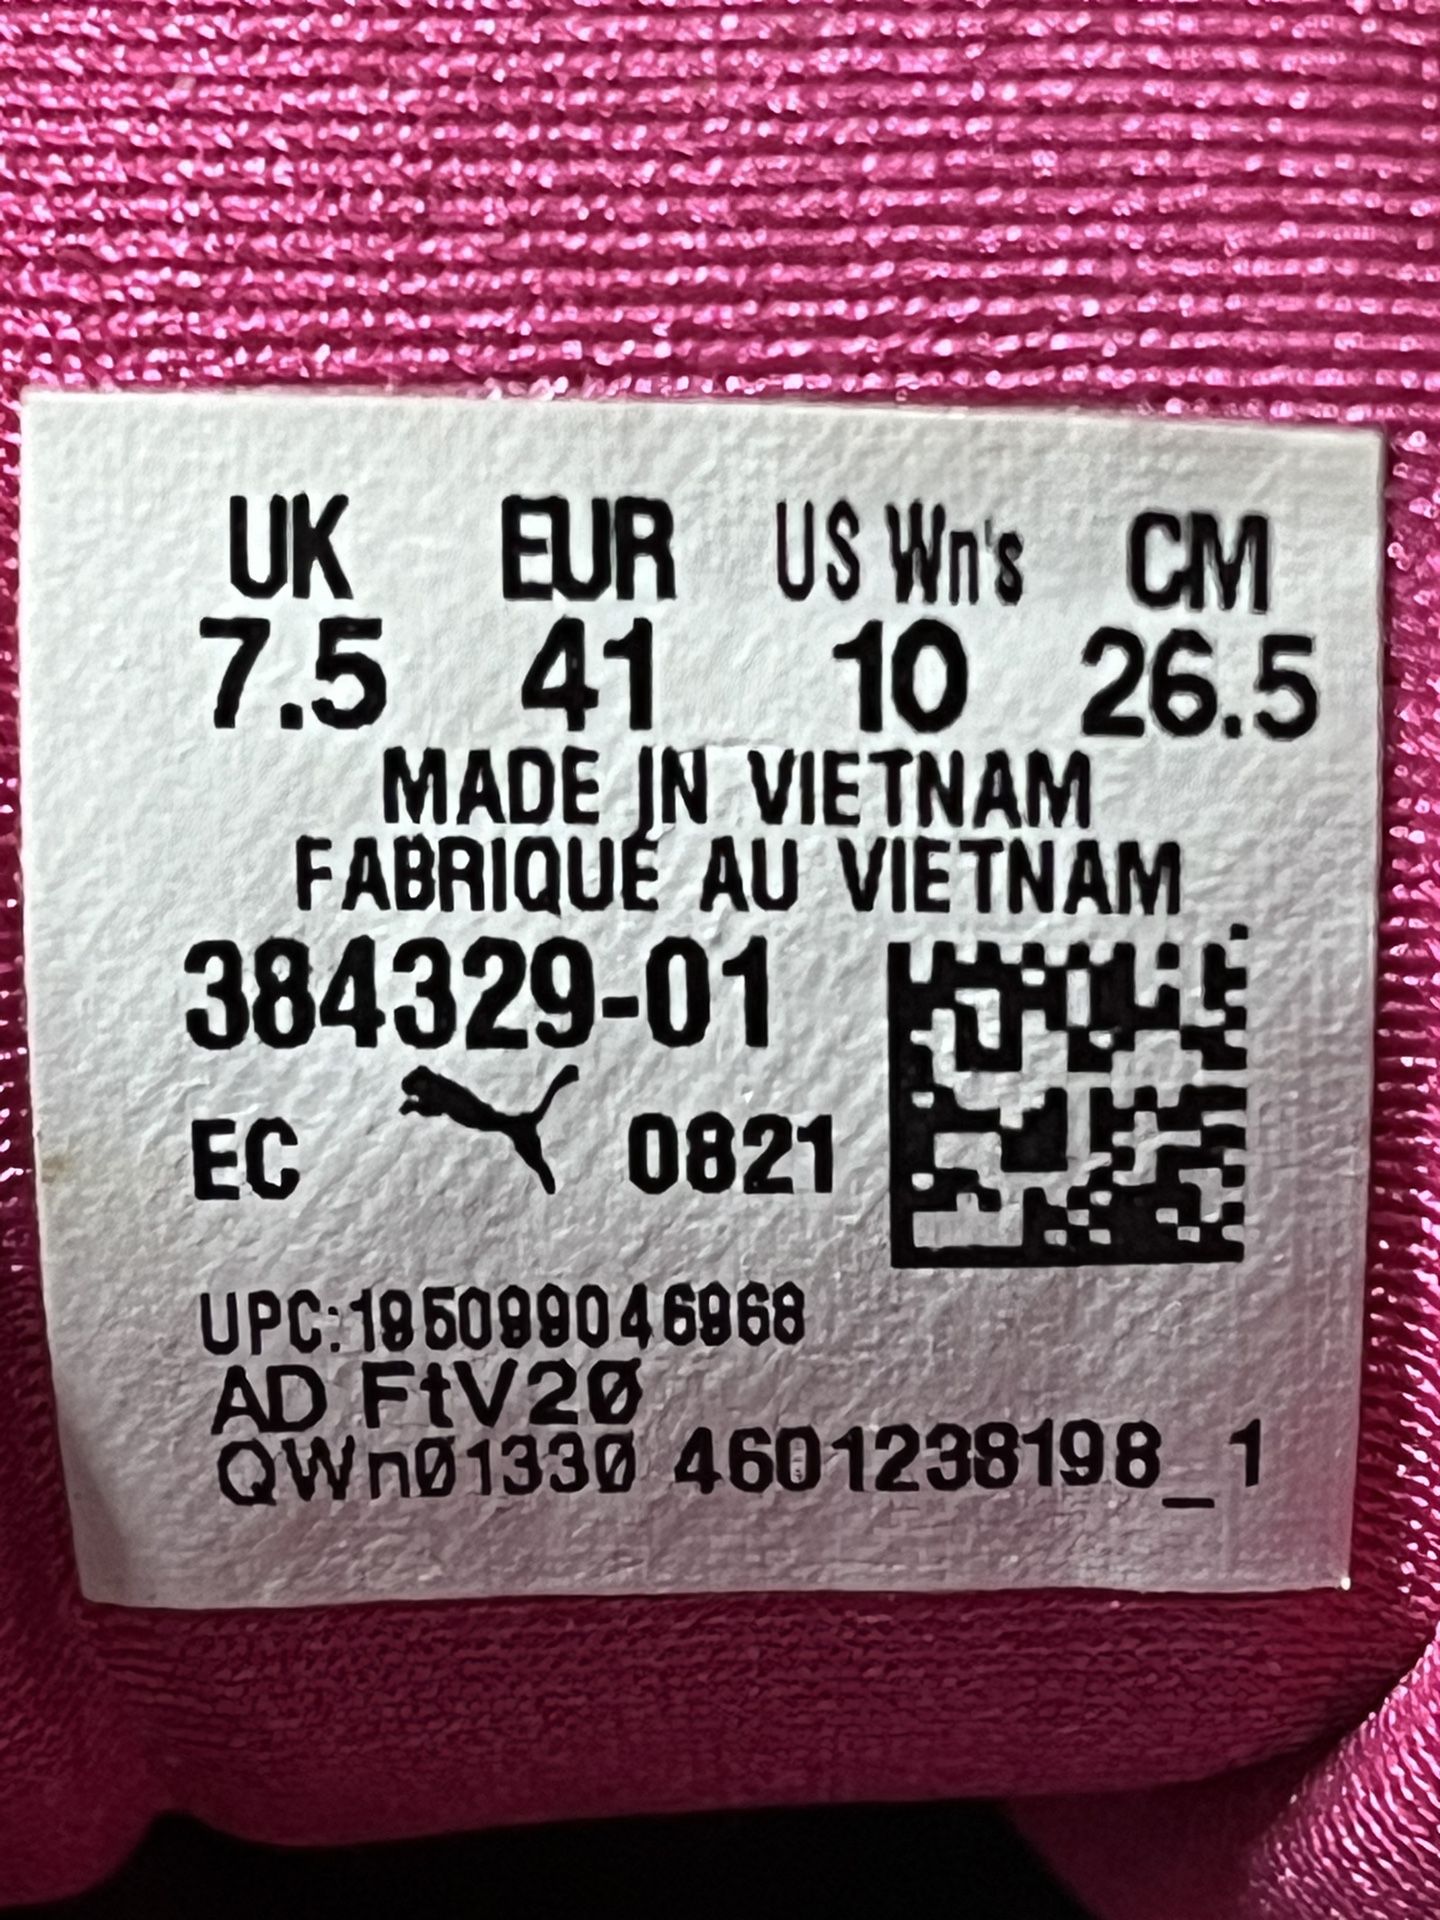 UK EUR US Wn's CM
7.5 41 10 26.5
MADE IN VIETNAM
FABRIQUÉ AU VIETNAM
384329-01
EC 0821
UPC:195099046968
AD FtV20
QWn01330 4601238198_1